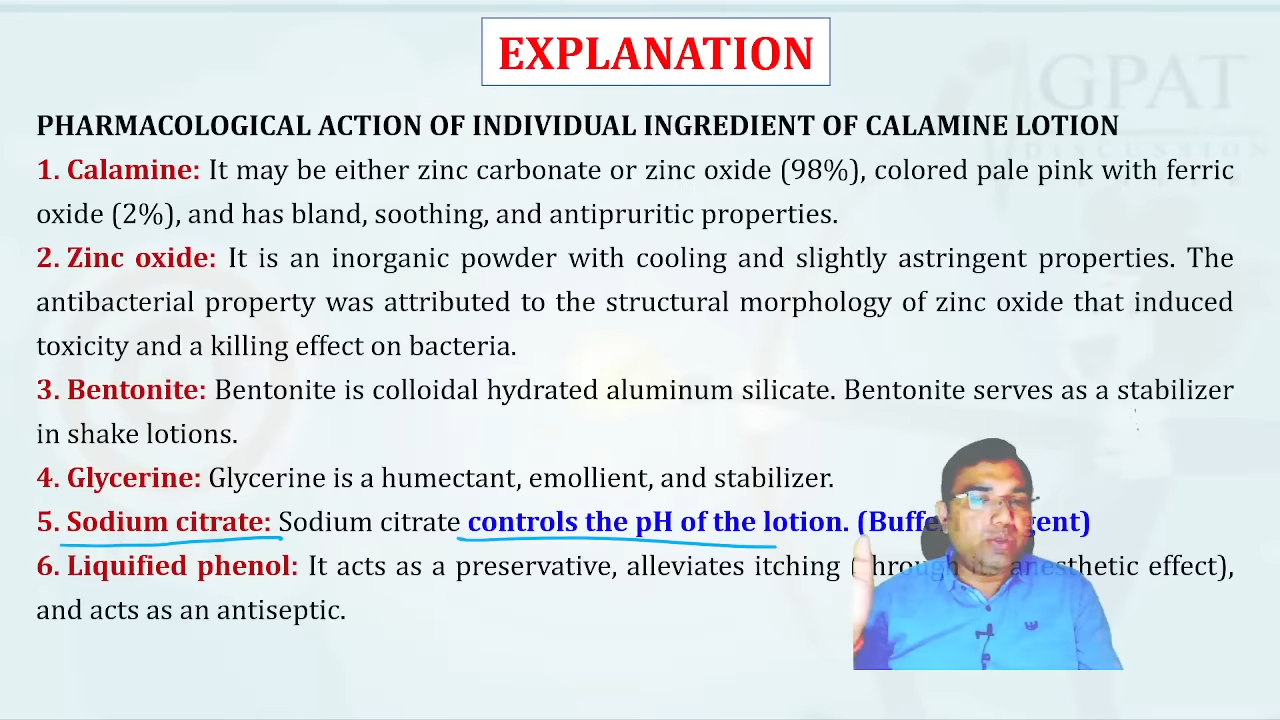 EXPLANATION
GPAT
DISCUSSION
PHARMACOLOGICAL ACTION OF INDIVIDUAL INGREDIENT OF CALAMINE LOTION
1. Calamine: It may be either zinc carbonate or zinc oxide (98%), colored pale pink with ferric
oxide (2%), and has bland, soothing, and antipruritic properties.
2. Zinc oxide: It is an inorganic powder with cooling and slightly astringent properties. The
antibacterial property was attributed to the structural morphology of zinc oxide that induced
toxicity and a killing effect on bacteria.
3. Bentonite: Bentonite is colloidal hydrated aluminum silicate. Bentonite serves as a stabilizer
in shake lotions.
4. Glycerine: Glycerine is a humectant, emollient, and stabilizer.
5. Sodium citrate: Sodium citrate controls the pH of the lotion.
6. Liquified phenol: It acts as a preservative, alleviates itching (through its anesthetic effect),
and acts as an antiseptic.